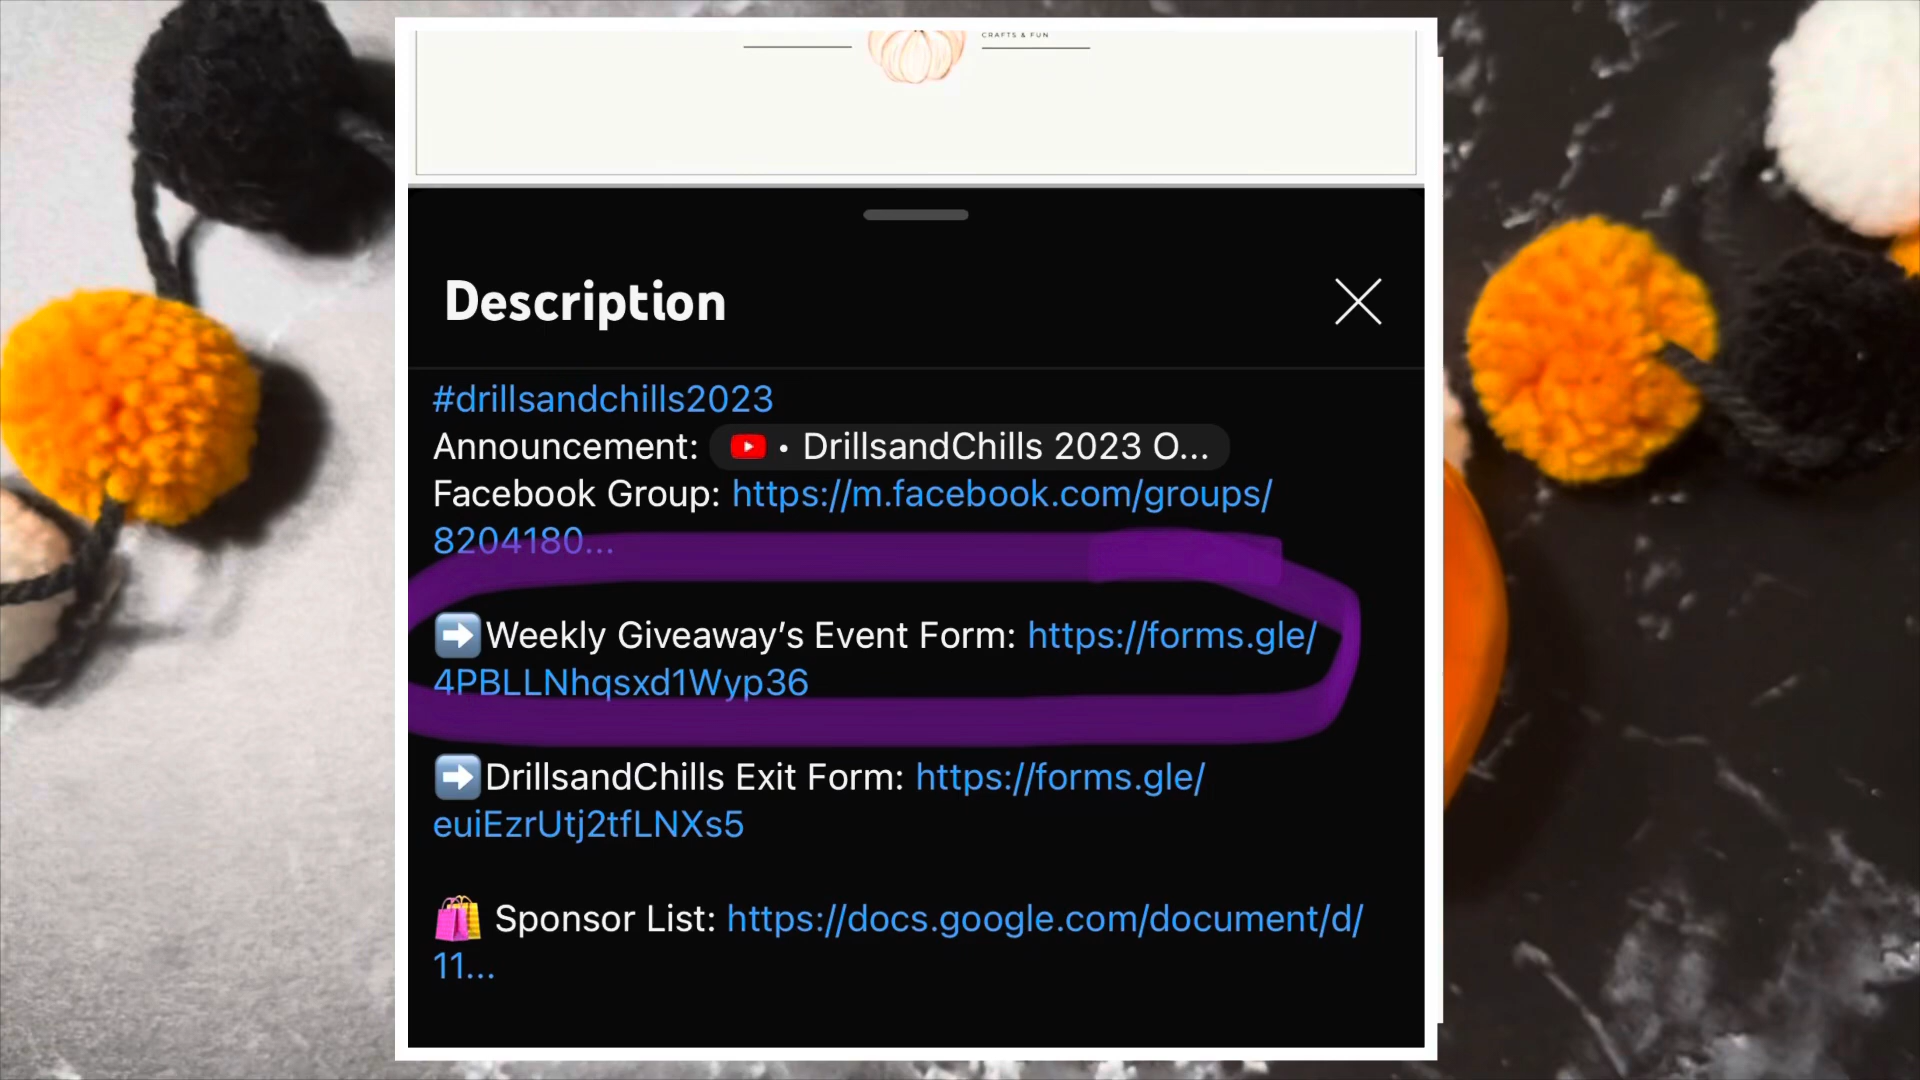 CRAFTS & FUN
Description
#drillsandchills2023
Announcement: • DrillsandChills 2023 O...
Facebook Group: https://m.facebook.com/groups/
8204180...
➡️Weekly Giveaway’s Event Form: https://forms.gle/
4PBLLNhqsxd1Wyp36
➡️DrillsandChills Exit Form: https://forms.gle/
euiEzrUtj2tfLNXs5
🛍️ Sponsor List: https://docs.google.com/document/d/
11...